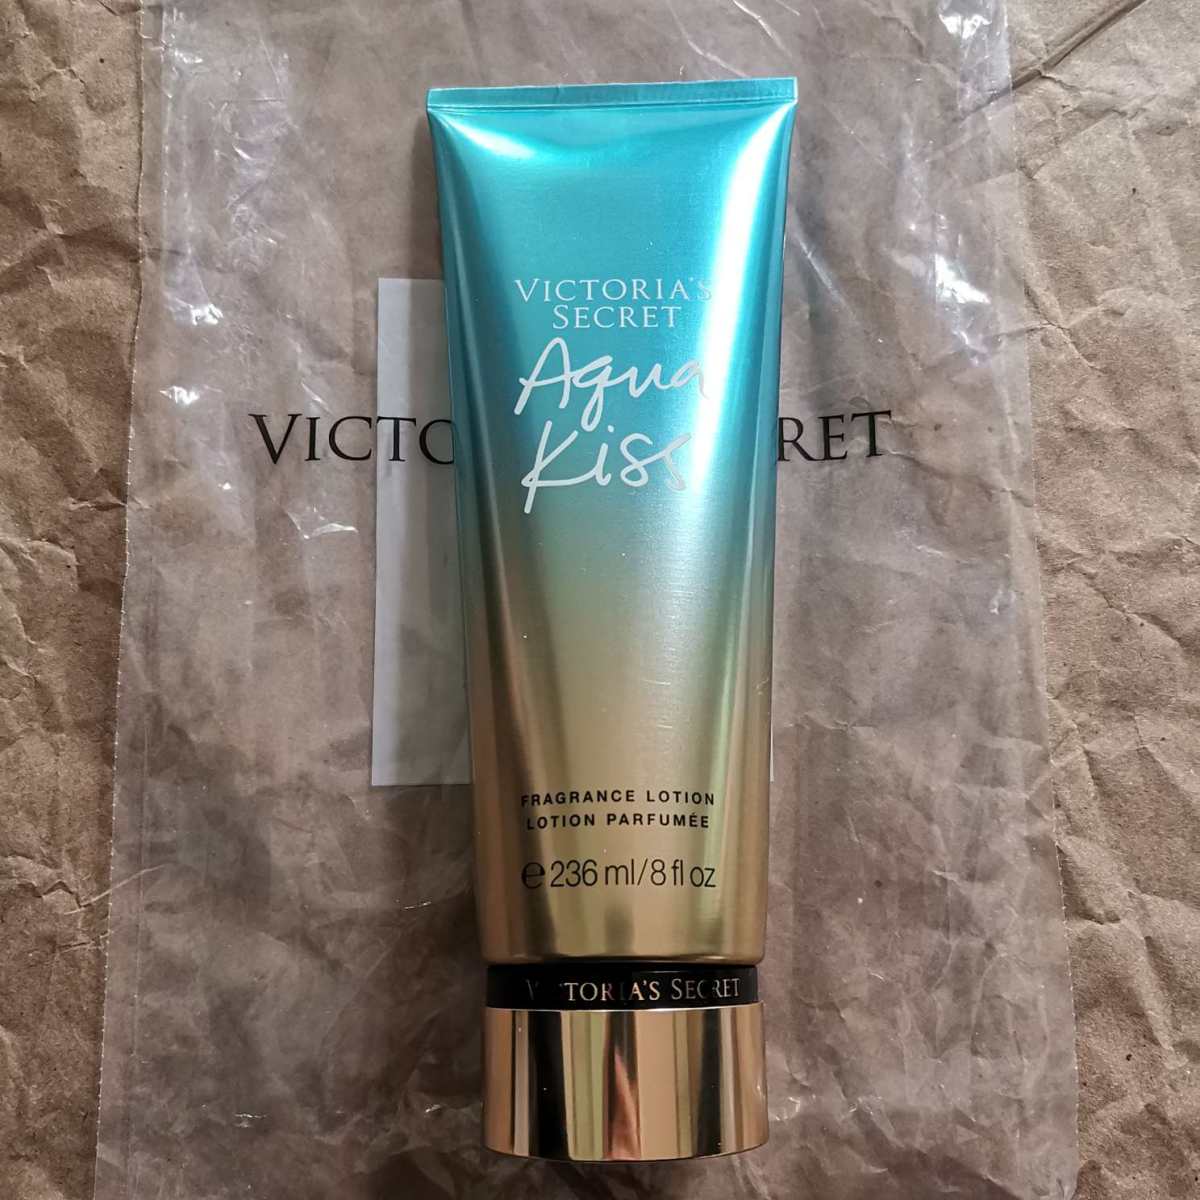 VICTORIA'S
SECRET
Aqua
Kiss
VICTO RET
FRAGRANCE LOTION
LOTION PARFUMÉE
℮ 236 ml/8 fl oz
VICTORIA'S SECRET